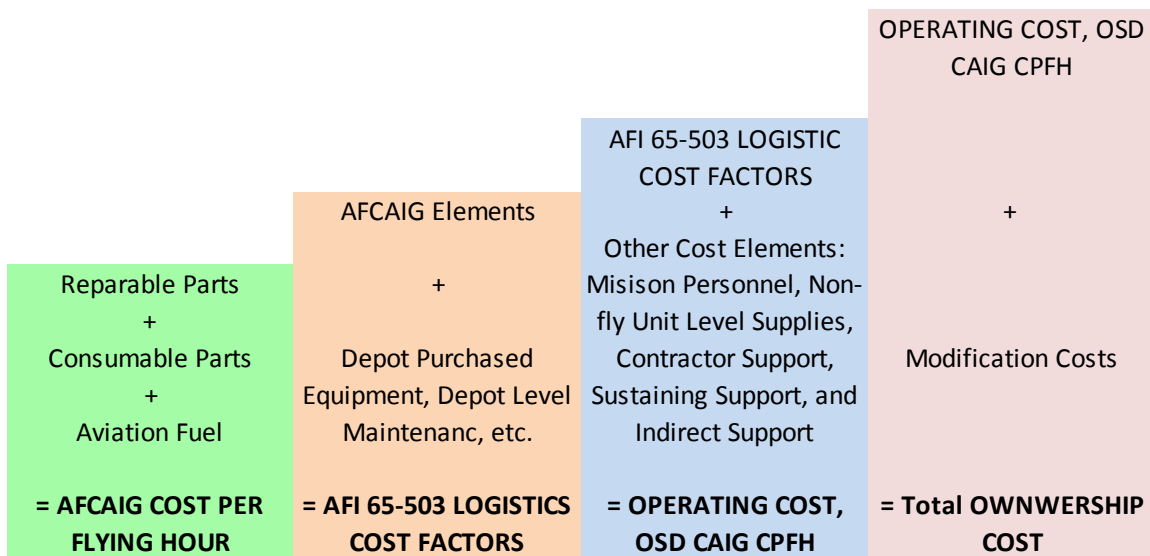 Reparable Parts
+
Consumable Parts
+
Aviation Fuel
= AFCAIG COST PER
FLYING HOUR
AFCAIG Elements
+
Depot Purchased
Equipment, Depot Level
Maintenanc, etc.
= AFI 65-503 LOGISTICS
COST FACTORS
AFI 65-503 LOGISTIC
COST FACTORS
+
Other Cost Elements:
Misison Personnel, Non-
fly Unit Level Supplies,
Contractor Support,
Sustaining Support, and
Indirect Support
= OPERATING COST,
OSD CAIG CPFH
OPERATING COST, OSD
CAIG CPFH
+
Modification Costs
= Total OWNWERSHIP
COST